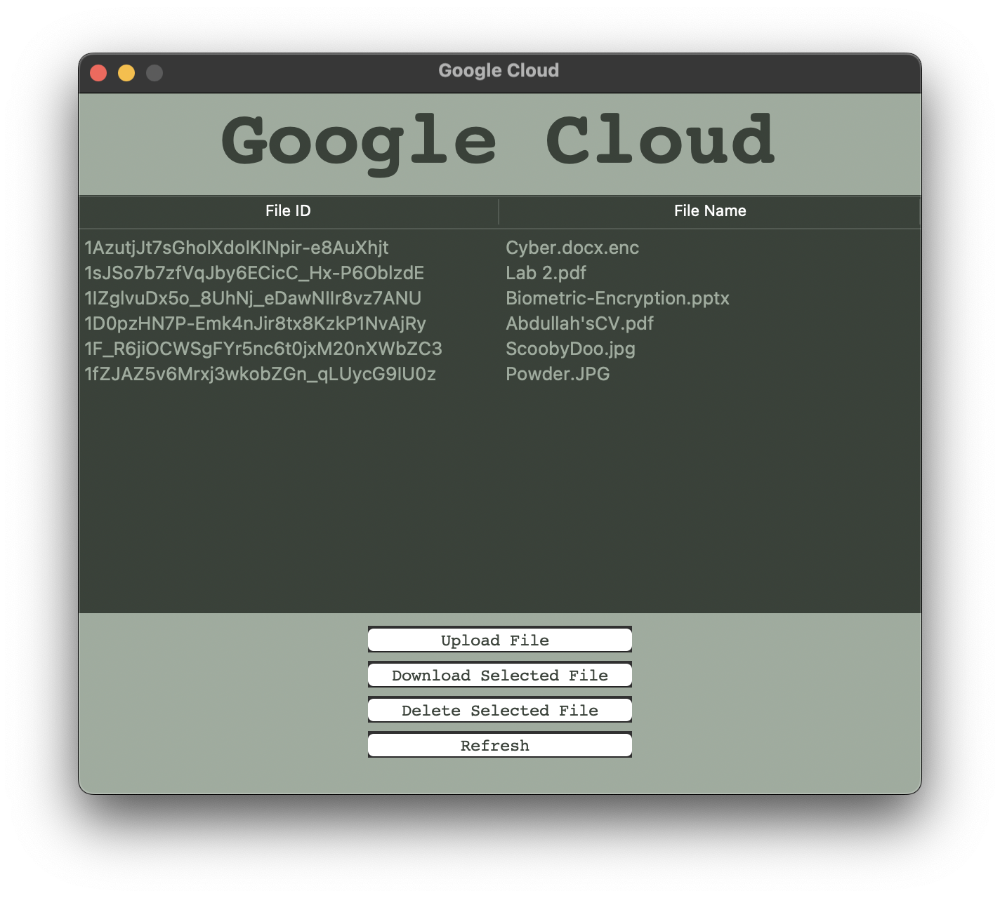 Google Cloud
Google Cloud
File ID File Name
1AzutjJt7sGholXdolKlNpir-e8AuXhjt Cyber.docx.enc
1sJSo7b7zfVqJby6ECicC_Hx-P6OblzdE Lab 2.pdf
1IZglvuDx5o_8UhNj_eDawNIIr8vz7ANU Biometric-Encryption.pptx
1D0pzHN7P-Emk4nJir8tx8KzkP1NvAjRy Abdullah'sCV.pdf
1F_R6jiOCWSgFYr5nc6t0jxM20nXWbZC3 ScoobyDoo.jpg
1fZJAZ5v6Mrxj3wkobZGn_qLUycG9IU0z Powder.JPG
Upload File
Download Selected File
Delete Selected File
Refresh